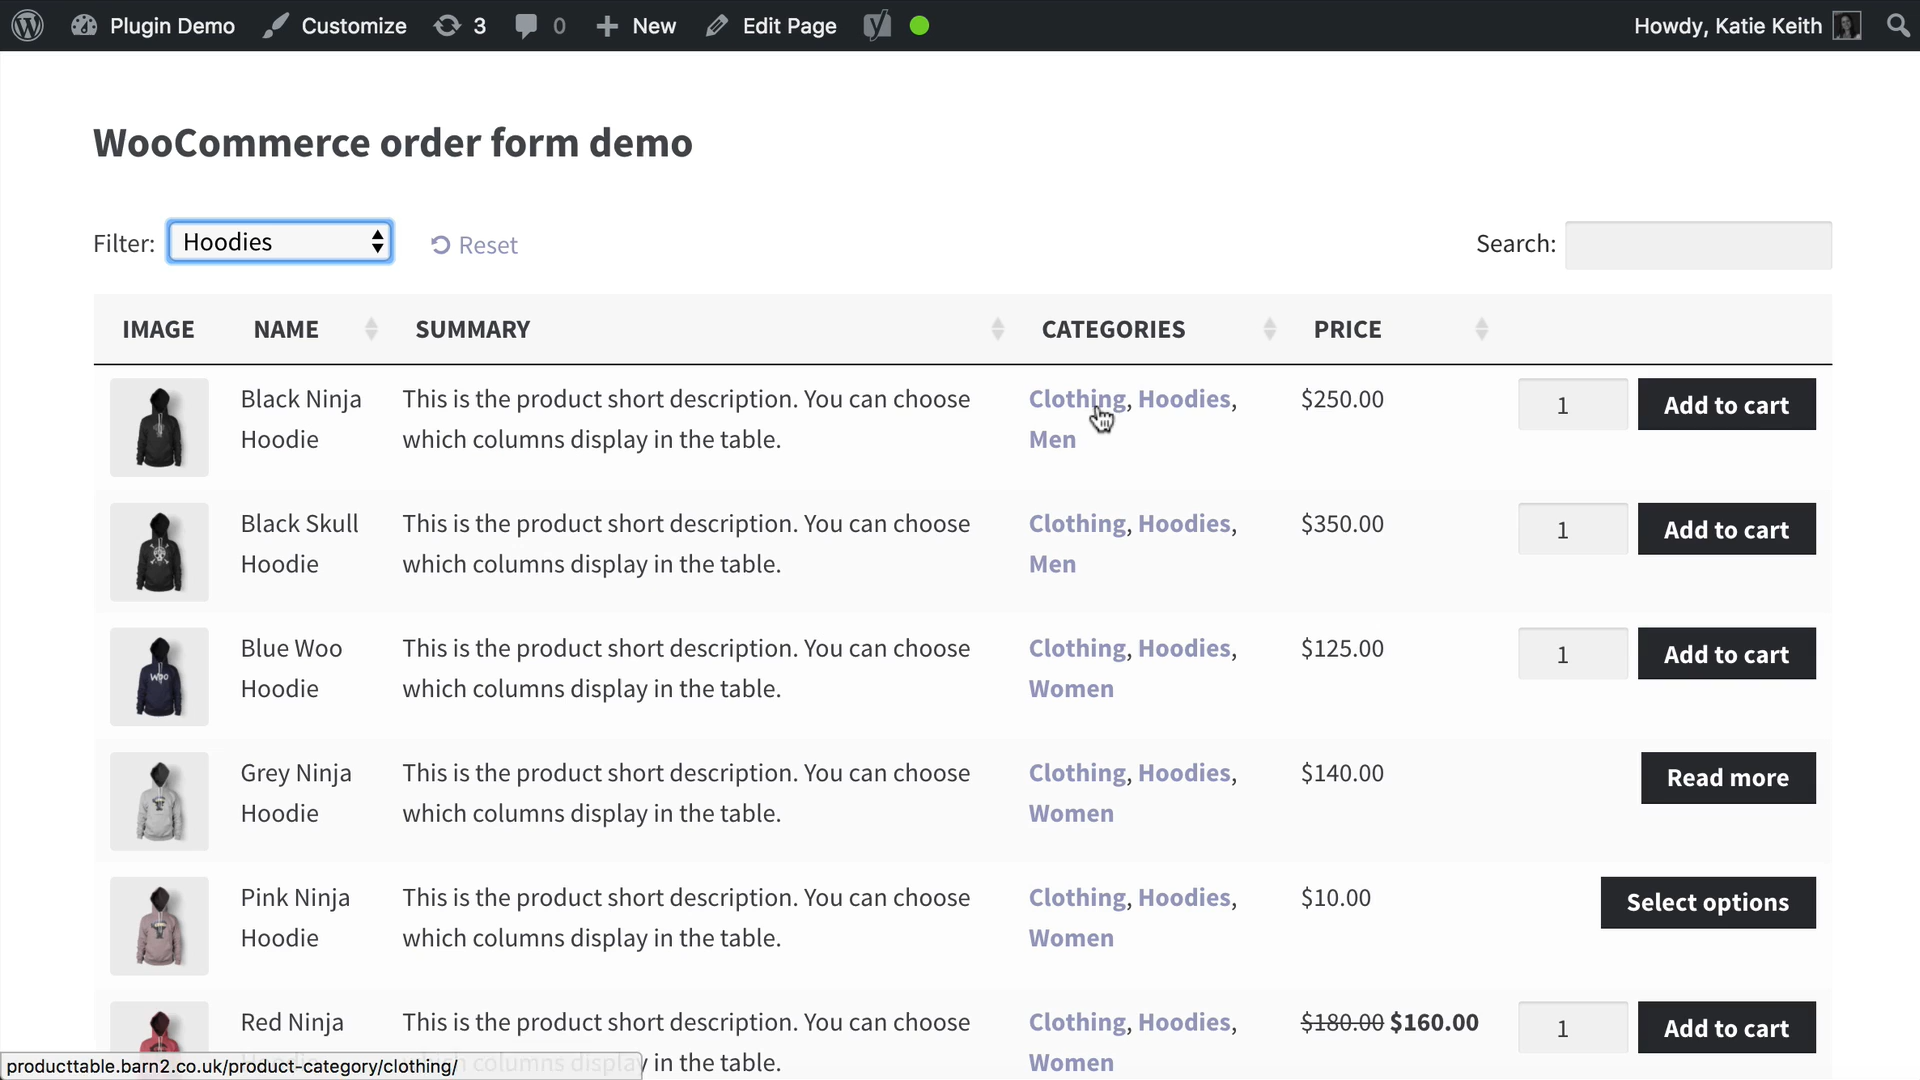 Plugin Demo Customize 3 0 New Edit Page Howdy, Katie Keith
WooCommerce order form demo
Filter: Hoodies Reset Search:
IMAGE NAME SUMMARY CATEGORIES PRICE
Black Ninja This is the product short description. You can choose Clothing, Hoodies, $250.00 1 Add to cart
Hoodie which columns display in the table. Men
Black Skull This is the product short description. You can choose Clothing, Hoodies, $350.00 1 Add to cart
Hoodie which columns display in the table. Men
Blue Woo This is the product short description. You can choose Clothing, Hoodies, $125.00 1 Add to cart
Hoodie which columns display in the table. Women
Grey Ninja This is the product short description. You can choose Clothing, Hoodies, $140.00 Read more
Hoodie which columns display in the table. Women
Pink Ninja This is the product short description. You can choose Clothing, Hoodies, $10.00 Select options
Hoodie which columns display in the table. Women
Red Ninja This is the product short description. You can choose Clothing, Hoodies, $180.00 $160.00 1 Add to cart
columns display in the table. Women
producttable.barn2.co.uk/product-category/clothing/